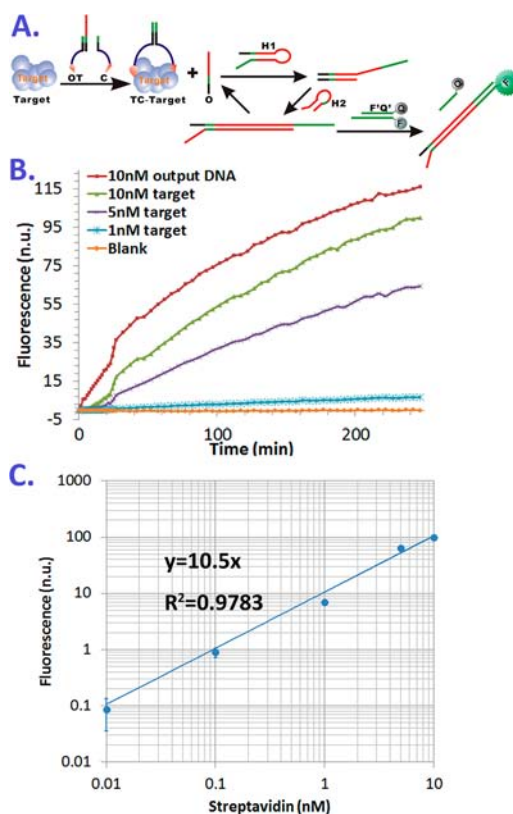 A.
H1
OT C
Target
Target
Target
TC-Target
+
O
H2
F'Q'
Q
F
Q
B.
10nM output DNA
10nM target
5nM target
1nM target
Blank
115
95
75
55
35
15
-5
Fluorescence (n.u.)
0 100 200
Time (min)
C.
1000
100
10
1
0.1
0.01
y=10.5x
R²=0.9783
Fluorescence (n.u.)
0.01 0.1 1 10
Streptavidin (nM)